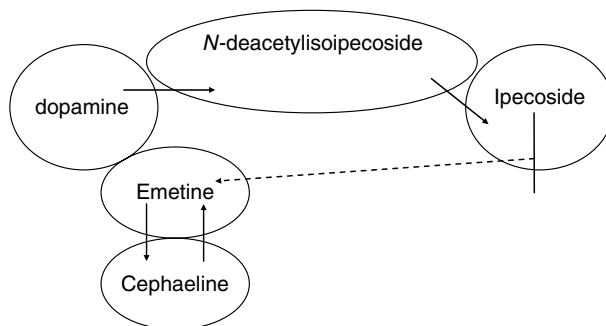 N-deacetylisoipecoside
dopamine
Ipecoside
Emetine
Cephaeline